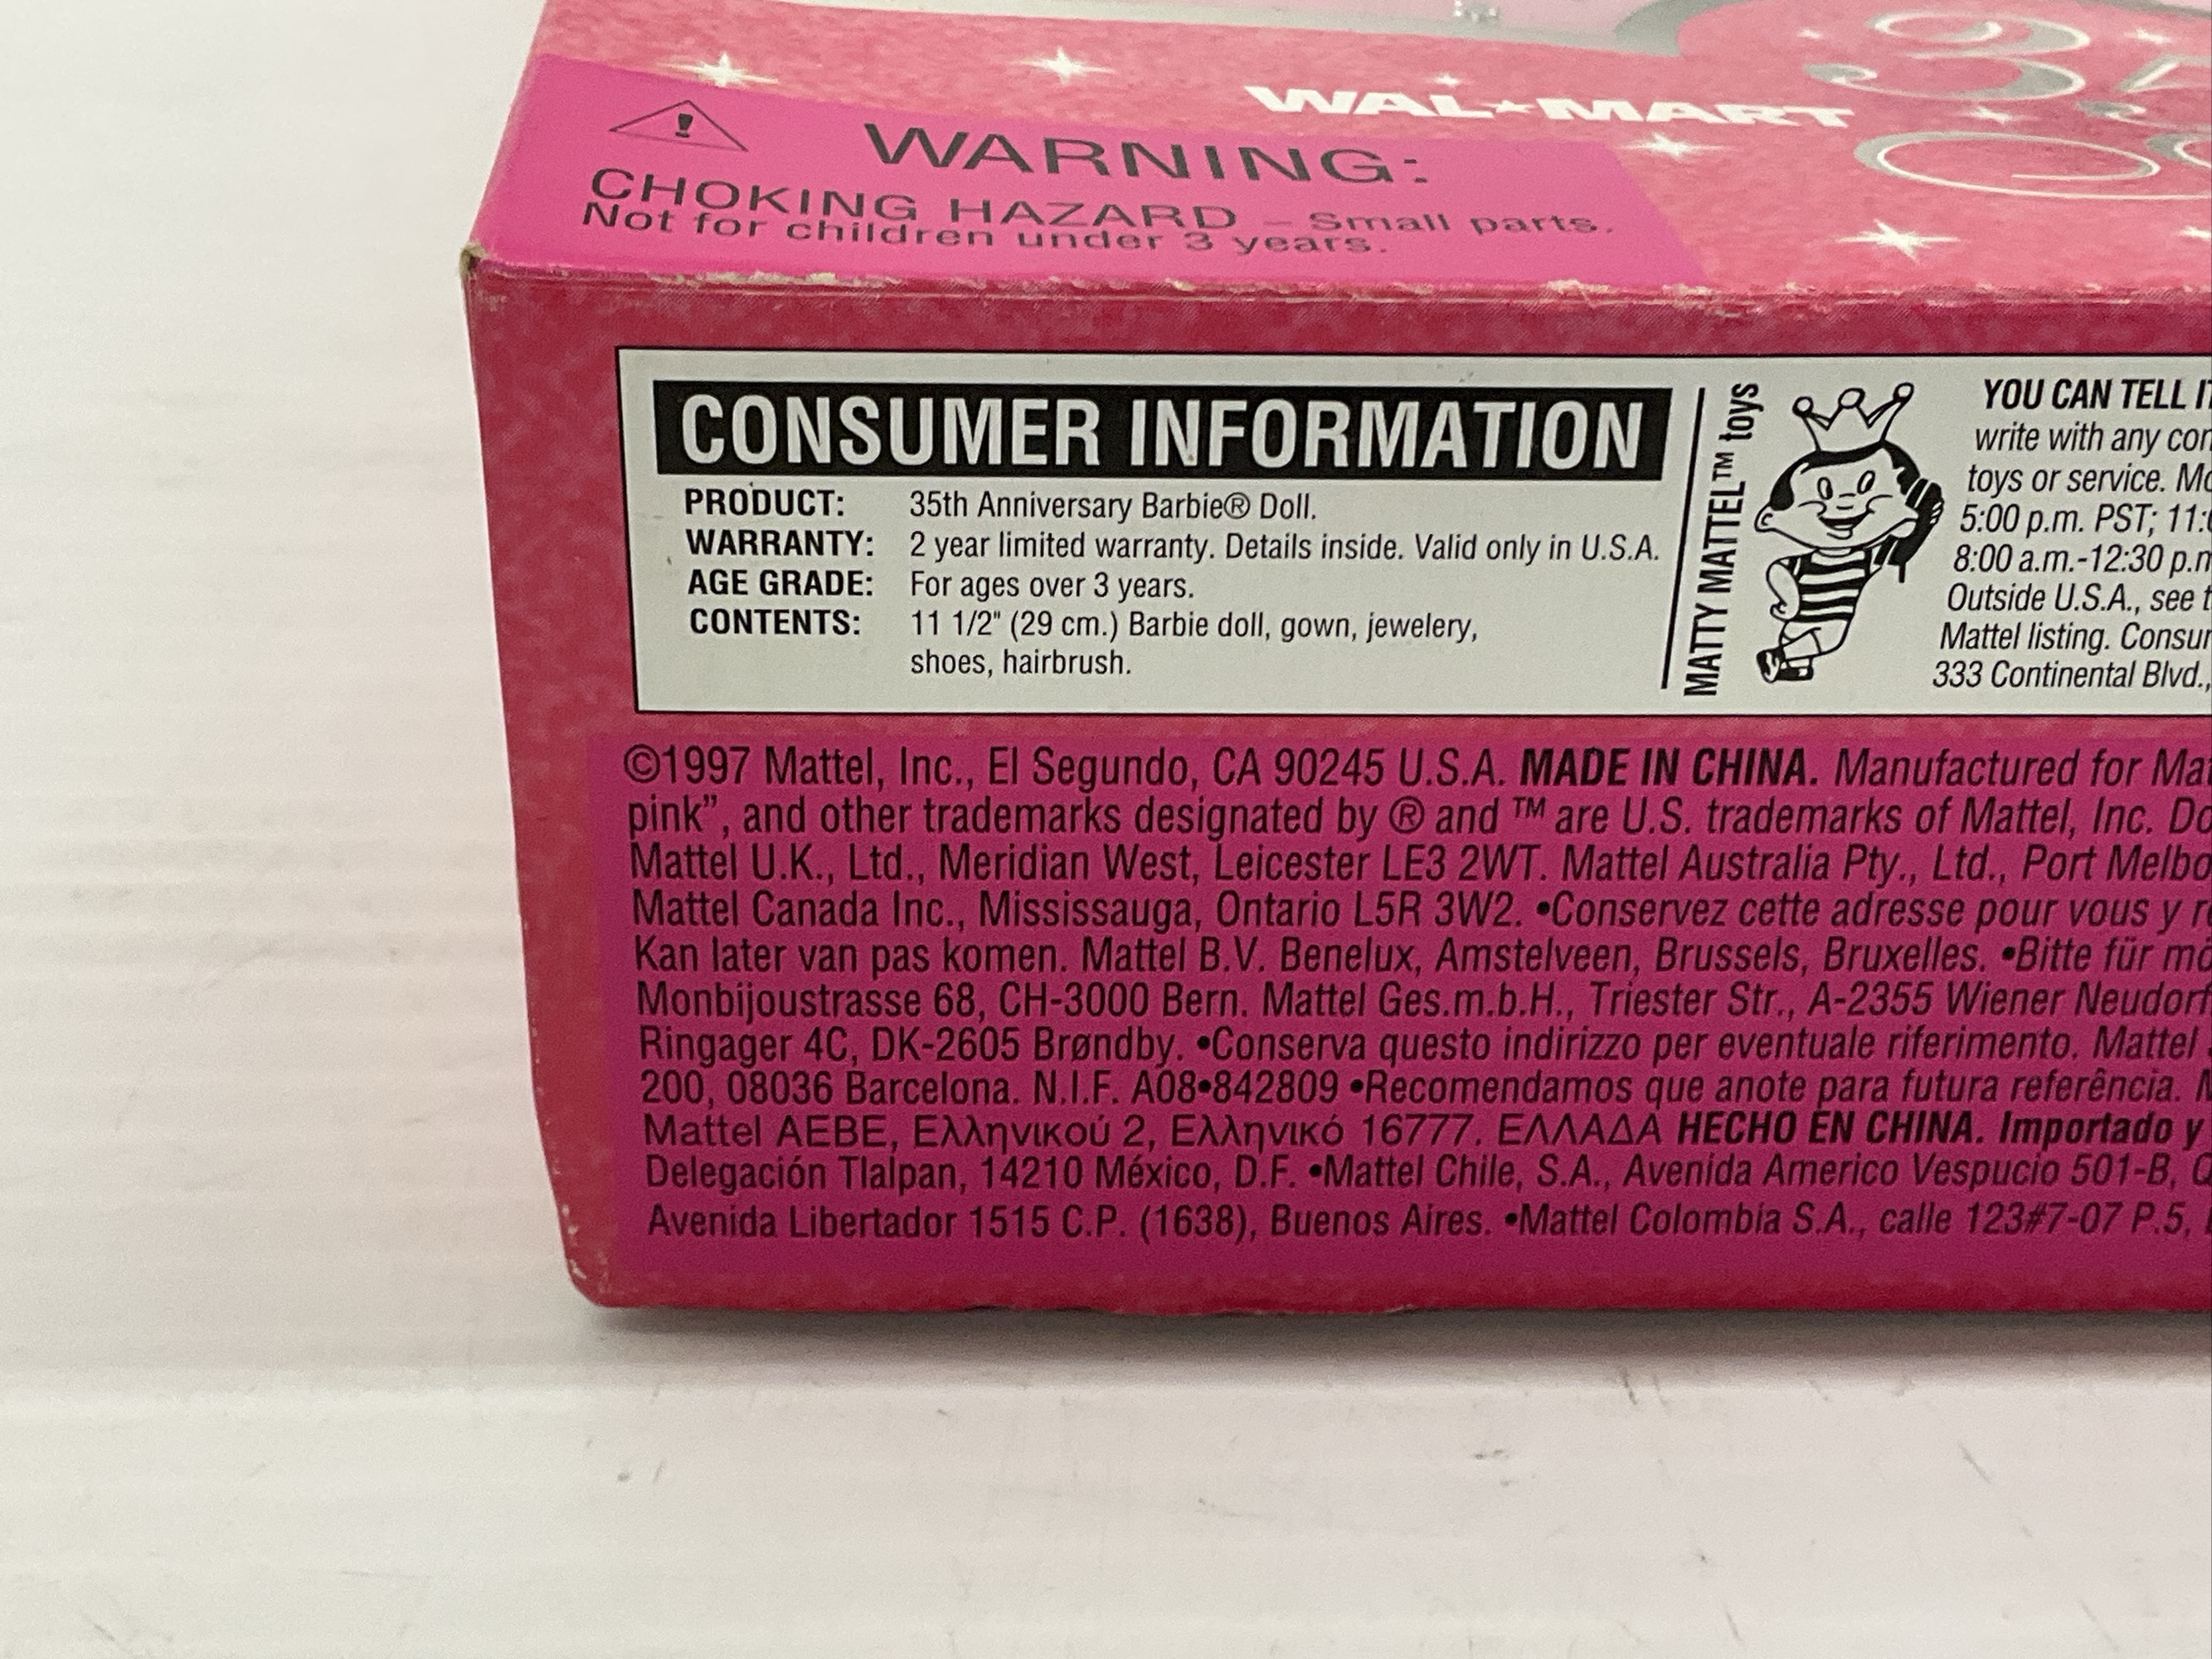 WAL★MART
35
WARNING:
CHOKING HAZARD – Small parts.
Not for children under 3 years.
CONSUMER INFORMATION
PRODUCT: 35th Anniversary Barbie® Doll.
WARRANTY: 2 year limited warranty. Details inside. Valid only in U.S.A.
AGE GRADE: For ages over 3 years.
CONTENTS: 11 1/2" (29 cm.) Barbie doll, gown, jewelery,
shoes, hairbrush.
MATTY MATTEL™ toys
YOU CAN TELL
write with any
toys or service.
5:00 p.m. PST;
8:00 a.m.-12:30
Outside U.S.A., see
Mattel listing.
333 Continental Blvd.,
©1997 Mattel, Inc., El Segundo, CA 90245 U.S.A. MADE IN CHINA. Manufactured for
pink”, and other trademarks designated by ® and ™ are U.S. trademarks of Mattel, Inc.
Mattel U.K., Ltd., Meridian West, Leicester LE3 2WT. Mattel Australia Pty., Ltd., Port
Mattel Canada Inc., Mississauga, Ontario L5R 3W2. •Conservez cette adresse pour vous y
Kan later van pas komen. Mattel B.V. Benelux, Amstelveen, Brussels, Bruxelles. •Bitte für
Monbijoustrasse 68, CH-3000 Bern. Mattel Ges.m.b.H., Triester Str., A-2355 Wiener Neudorf
Ringager 4C, DK-2605 Brøndby. •Conserva questo indirizzo per eventuale riferimento. Mattel
200, 08036 Barcelona. N.I.F. A08•842809 •Recomendamos que anote para futura referência.
Mattel AEBE, Ελληνικού 2, Ελληνικό 16777. ΕΛΛΑΔΑ HECHO EN CHINA. Importado y
Delegación Tlalpan, 14210 México, D.F. •Mattel Chile, S.A., Avenida Americo Vespucio 501-B,
Avenida Libertador 1515 C.P. (1638), Buenos Aires. •Mattel Colombia S.A., calle 123#7-07 P.5,